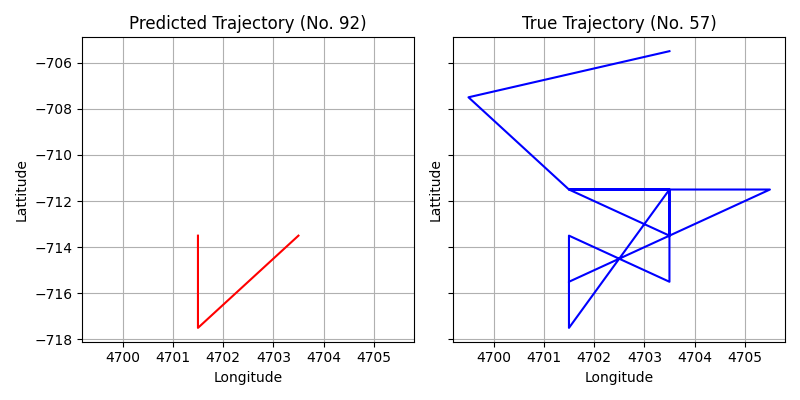 Predicted Trajectory (No. 92)
True Trajectory (No. 57)
−706
−708
−710
−712
−714
−716
−718
Lattitude
Lattitude
4700 4701 4702 4703 4704 4705
4700 4701 4702 4703 4704 4705
Longitude
Longitude